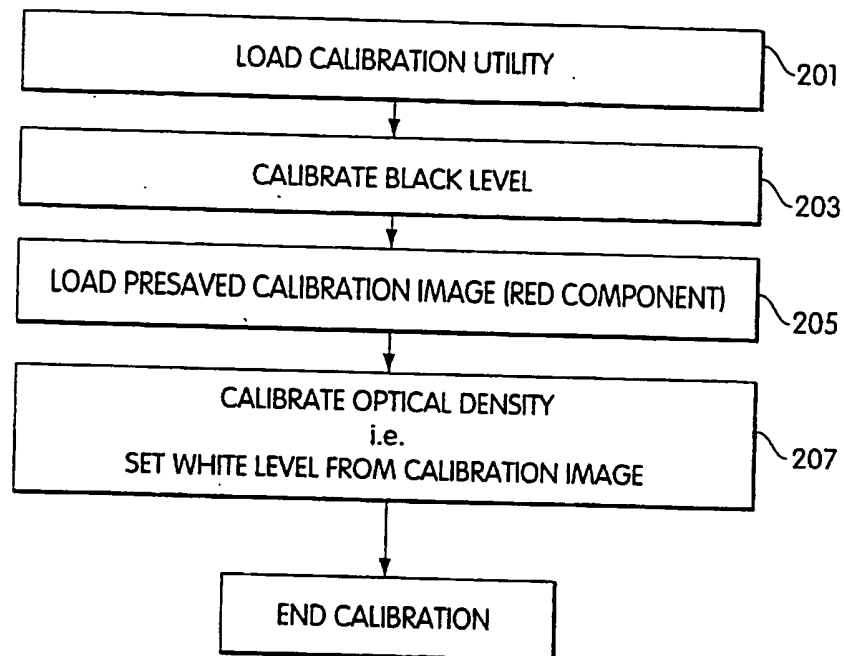 LOAD CALIBRATION UTILITY
201
CALIBRATE BLACK LEVEL
203
LOAD PRESAVED CALIBRATION IMAGE (RED COMPONENT)
205
CALIBRATE OPTICAL DENSITY
i.e.
SET WHITE LEVEL FROM CALIBRATION IMAGE
207
END CALIBRATION